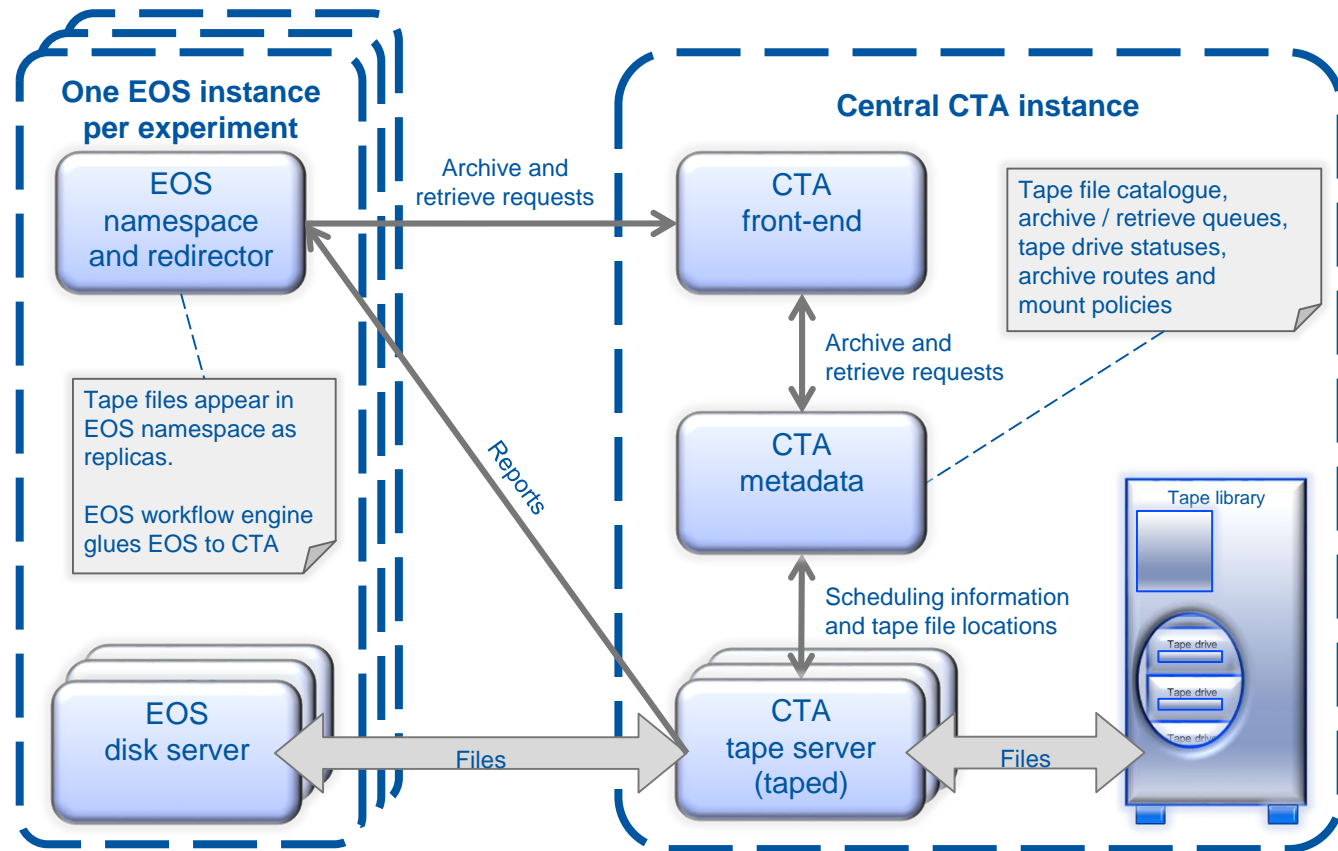 One EOS instance
per experiment
EOS
namespace
and redirector
Tape files appear in
EOS namespace as
replicas.
EOS workflow engine
glues EOS to CTA
EOS
disk server
Archive and
retrieve requests
Reports
Files
Central CTA instance
CTA
front-end
Tape file catalogue,
archive / retrieve queues,
tape drive statuses,
archive routes and
mount policies
Archive and
retrieve requests
CTA
metadata
Scheduling information
and tape file locations
CTA
tape server
(taped)
Files
Tape library
Tape drive
Tape drive
Tape drive